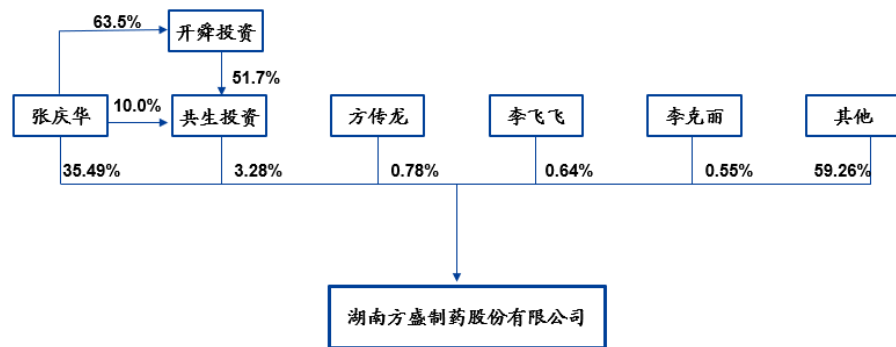 63.5%
开舜投资
51.7%
张庆华
10.0%
共生投资
方传龙
李飞飞
李克丽
其他
35.49%
3.28%
0.78%
0.64%
0.55%
59.26%
湖南方盛制药股份有限公司